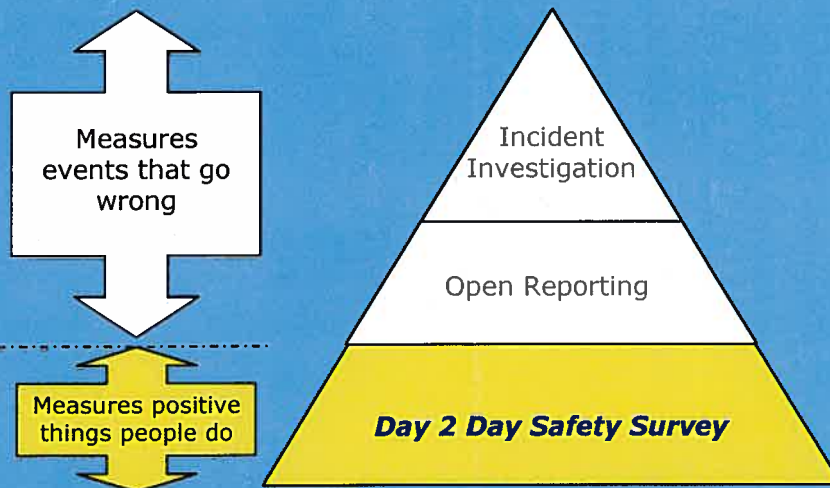 Measures
events that go
wrong
Incident
Investigation
Open Reporting
Measures positive
things people do
Day 2 Day Safety Survey